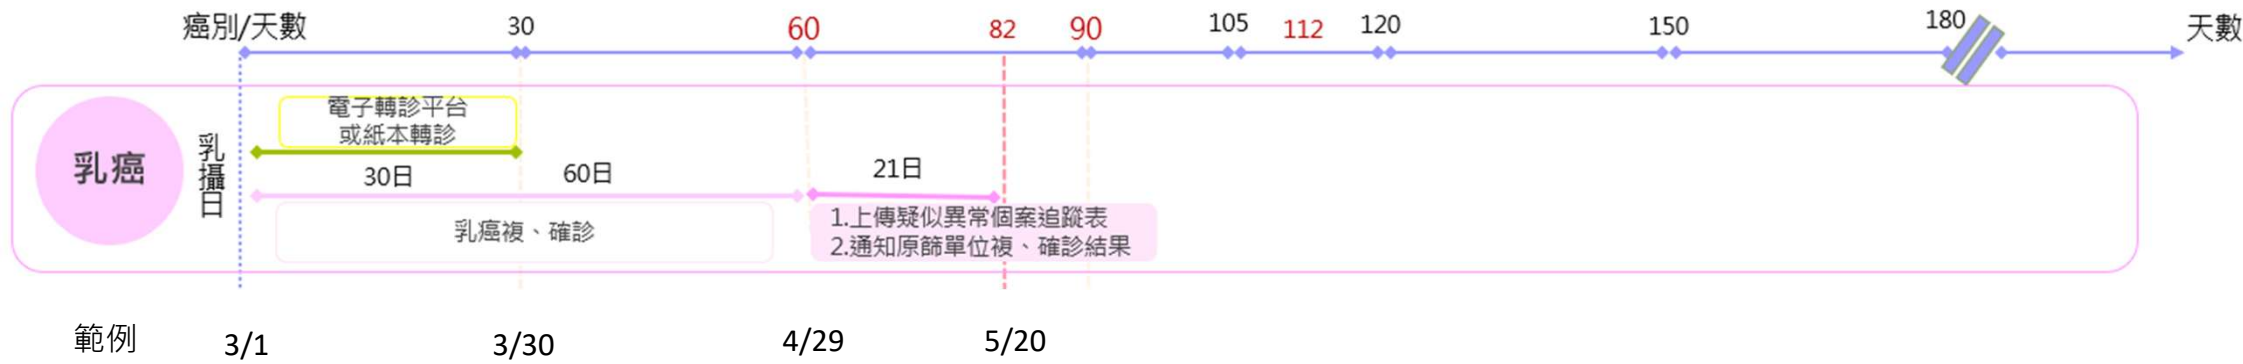 癌別/天數 30 60 82 90 105 112 120 150 180 天數
乳癌
乳攝日
電子轉診平台
或紙本轉診
30日 60日 21日
乳癌複、確診
1.上傳疑似異常個案追蹤表
2.通知原篩單位複、確診結果
範例 3/1 3/30 4/29 5/20